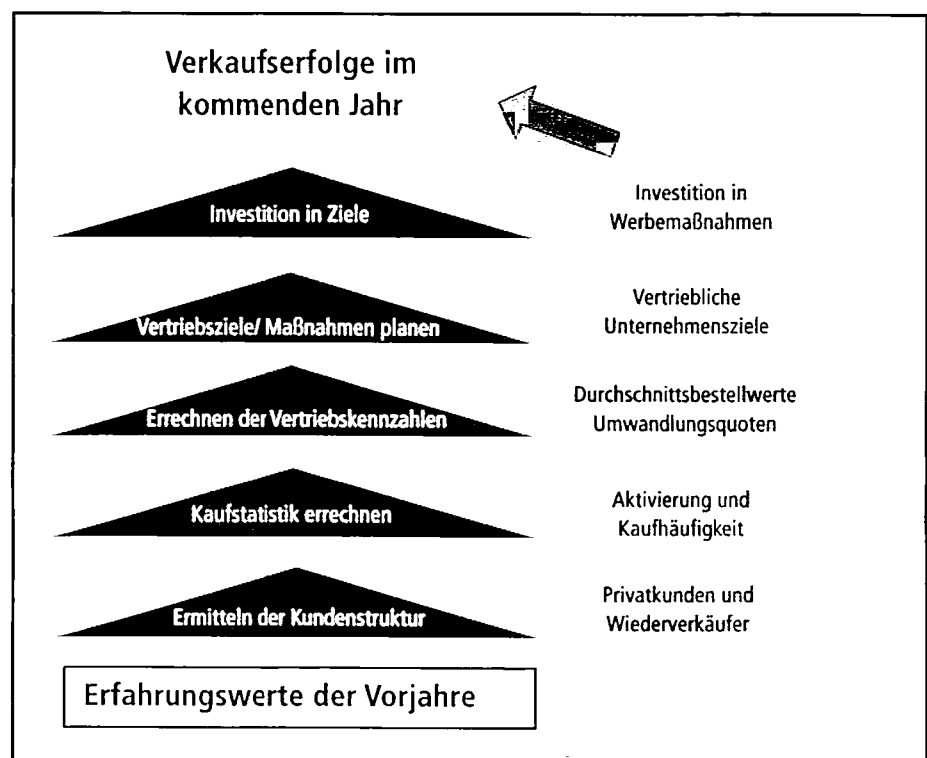 Verkaufserfolge im
kommenden Jahr
Investition in Ziele
Investition in
Werbemaßnahmen
Vertriebsziele/ Maßnahmen planen
Vertriebliche
Unternehmensziele
Errechnen der Vertriebskennzahlen
Durchschnittsbestellwerte
Umwandlungsquoten
Kaufstatistik errechnen
Aktivierung und
Kaufhäufigkeit
Ermitteln der Kundenstruktur
Privatkunden und
Wiederverkäufer
Erfahrungswerte der Vorjahre